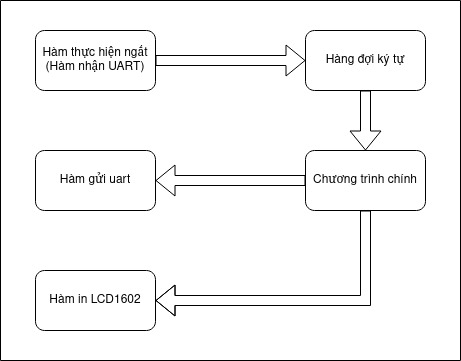 Hàm thực hiện ngắt
(Hàm nhận UART)
Hàng đợi ký tự
Hàm gửi uart
Chương trình chính
Hàm in LCD1602